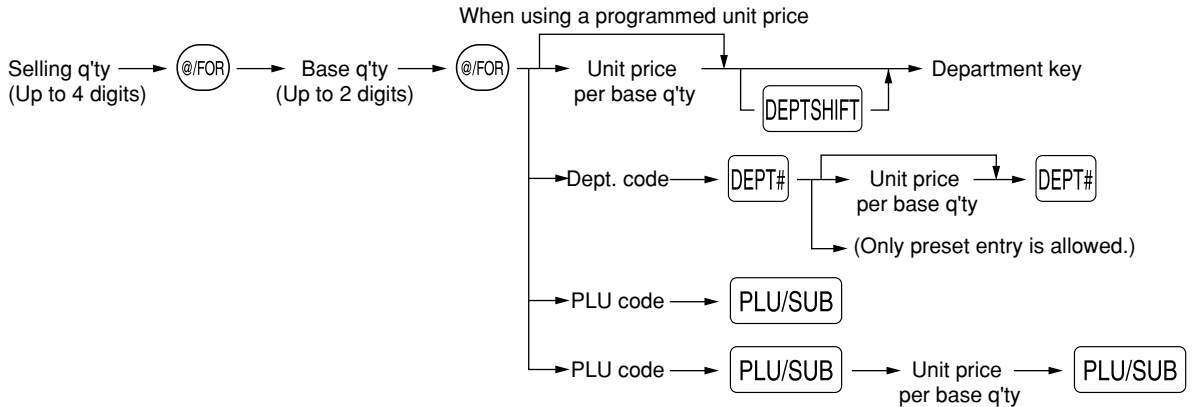 When using a programmed unit price
Selling q'ty
(Up to 4 digits)
@/FOR
Base q'ty
(Up to 2 digits)
@/FOR
Unit price
per base q'ty
DEPTSHIFT
Department key
Dept. code
DEPT#
Unit price
per base q'ty
DEPT#
(Only preset entry is allowed.)
PLU code
PLU/SUB
PLU code
PLU/SUB
Unit price
per base q'ty
PLU/SUB